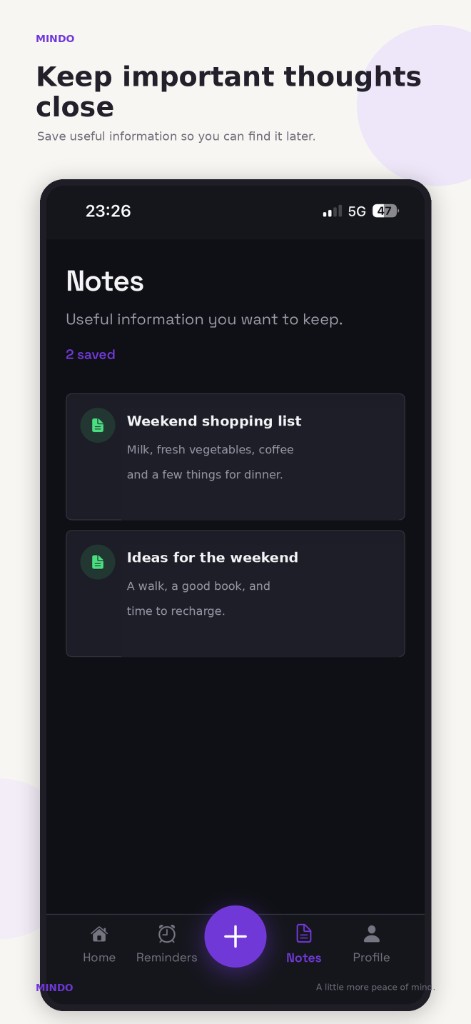 MINDO
Keep important thoughts
close
Save useful information so you can find it later.
23:26
5G
47
Notes
Useful information you want to keep.
2 saved
Weekend shopping list
Milk, fresh vegetables, coffee
and a few things for dinner.
Ideas for the weekend
A walk, a good book, and
time to recharge.
Home
Reminders
Notes
Profile
MINDO
A little more peace of mind.